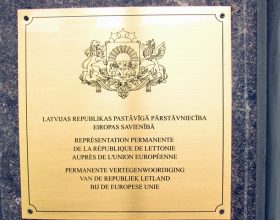 LATVIJAS REPUBLIKAS PASTĀVĪGĀ PĀRSTĀVNIECĪBA
EIROPAS SAVIENĪBĀ
REPRÉSENTATION PERMANENTE
DE LA RÉPUBLIQUE DE LETTONIE
AUPRÈS DE L'UNION EUROPÉENNE
PERMANENTE VERTEGENWOORDIGING
VAN DE REPUBLIEK LETLAND
BIJ DE EUROPESE UNIE